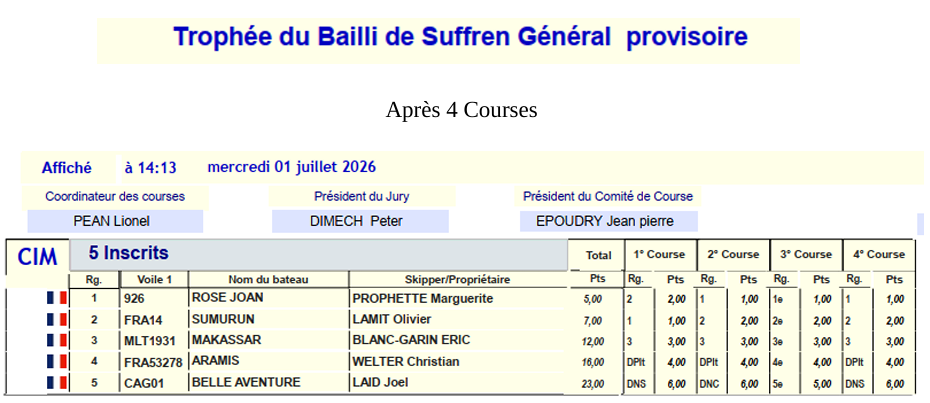 Trophée du Bailli de Suffren Général provisoire
Après 4 Courses
Affiché à 14:13 mercredi 01 juillet 2026
Coordinateur des courses Président du Jury Président du Comité de Course
PEAN Lionel DIMECH Peter EPOUDRY Jean pierre
CIM 5 Inscrits Total 1° Course 2° Course 3° Course 4° Course
Rg. Voile 1 Nom du bateau Skipper/Propriétaire Pts Rg. Pts Rg. Pts Rg. Pts Rg. Pts
1 926 ROSE JOAN PROPHETTE Marguerite 5,00 2 2,00 1 1,00 1e 1,00 1 1,00
2 FRA14 SUMURUN LAMIT Olivier 7,00 1 1,00 2 2,00 2e 2,00 2 2,00
3 MLT1931 MAKASSAR BLANC-GARIN ERIC 12,00 3 3,00 3 3,00 3e 3,00 3 3,00
4 FRA53278 ARAMIS WELTER Christian 16,00 DPIt 4,00 DPIt 4,00 4e 4,00 DPIt 4,00
5 CAG01 BELLE AVENTURE LAID Joel 23,00 DNS 6,00 DNC 6,00 5e 5,00 DNS 6,00